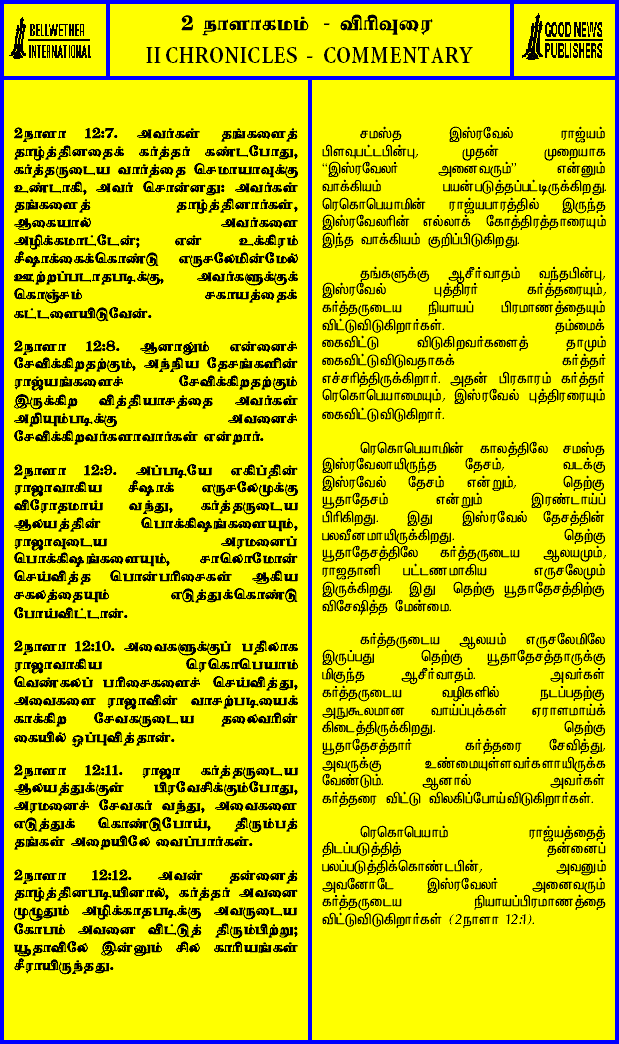 BELLWETHER
INTERNATIONAL
2 நாளாகமம் - விரிவுரை
II CHRONICLES - COMMENTARY
GOOD NEWS
PUBLISHERS
2நாளா 12:7. அவர்கள் தங்களைத்
தாழ்த்தினதைக் கர்த்தர் கண்டபோது,
கர்த்தருடைய வார்த்தை செமாயாவுக்கு
உண்டாகி, அவர் சொன்னது: அவர்கள்
தங்களைத் தாழ்த்தினார்கள்,
ஆகையால் அவர்களை
அழிக்கமாட்டேன்; என் உக்கிரம்
சீஷாக்கைக்கொண்டு எருசலேமின்மேல்
ஊற்றப்படாதபடிக்கு, அவர்களுக்குக்
கொஞ்சம் சகாயத்தைக்
கட்டளையிடுவேன்.
2நாளா 12:8. ஆனாலும் என்னைச்
சேவிக்கிறதற்கும், அந்நிய தேசங்களின்
ராஜ்யங்களைச் சேவிக்கிறதற்கும்
இருக்கிற வித்தியாசத்தை அவர்கள்
அறியும்படிக்கு அவனைச்
சேவிக்கிறவர்களாவார்கள் என்றார்.
2நாளா 12:9. அப்படியே எகிப்தின்
ராஜாவாகிய சீஷாக் எருசலேமுக்கு
விரோதமாய் வந்து, கர்த்தருடைய
ஆலயத்தின் பொக்கிஷங்களையும்,
ராஜாவுடைய அரமனைப்
பொக்கிஷங்களையும், சாலொமோன்
செய்வித்த பொன்பரிசைகள் ஆகிய
சகலத்தையும் எடுத்துக்கொண்டு
போய்விட்டான்.
2நாளா 12:10. அவைகளுக்குப் பதிலாக
ராஜாவாகிய ரெகொபெயாம்
வெண்கலப் பரிசைகளைச் செய்வித்து,
அவைகளை ராஜாவின் வாசற்படியைக்
காக்கிற சேவகருடைய தலைவரின்
கையில் ஒப்புவித்தான்.
2நாளா 12:11. ராஜா கர்த்தருடைய
ஆலயத்துக்குள் பிரவேசிக்கும்போது,
அரமனைச் சேவகர் வந்து, அவைகளை
எடுத்துக் கொண்டுபோய், திரும்பத்
தங்கள் அறையிலே வைப்பார்கள்.
2நாளா 12:12. அவன் தன்னைத்
தாழ்த்தினபடியினால், கர்த்தர் அவனை
முழுதும் அழிக்காதபடிக்கு அவருடைய
கோபம் அவனை விட்டுத் திரும்பிற்று;
யூதாவிலே இன்னும் சில காரியங்கள்
சீராயிருந்தது.
சமஸ்த இஸ்ரவேல் ராஜ்யம்
பிளவுபட்டபின்பு, முதன் முறையாக
“இஸ்ரவேலர் அனைவரும்” என்னும்
வாக்கியம் பயன்படுத்தப்பட்டிருக்கிறது.
ரெகொபெயாமின் ராஜ்யபாரத்தில் இருந்த
இஸ்ரவேலரின் எல்லாக் கோத்திரத்தாரையும்
இந்த வாக்கியம் குறிப்பிடுகிறது.
தங்களுக்கு ஆசீர்வாதம் வந்தபின்பு,
இஸ்ரவேல் புத்திரர் கர்த்தரையும்,
கர்த்தருடைய நியாயப் பிரமாணத்தையும்
விட்டுவிடுகிறார்கள். தம்மைக்
கைவிட்டு விடுகிறவர்களைத் தாமும்
கைவிட்டுவிடுவதாகக் கர்த்தர்
எச்சரித்திருக்கிறார். அதன் பிரகாரம் கர்த்தர்
ரெகொபெயாமையும், இஸ்ரவேல் புத்திரரையும்
கைவிட்டுவிடுகிறார்.
ரெகொபெயாமின் காலத்திலே சமஸ்த
இஸ்ரவேலாயிருந்த தேசம், வடக்கு
இஸ்ரவேல் தேசம் என்றும், தெற்கு
யூதாதேசம் என்றும் இரண்டாய்ப்
பிரிகிறது. இது இஸ்ரவேல் தேசத்தின்
பலவீனமாயிருக்கிறது. தெற்கு
யூதாதேசத்திலே கர்த்தருடைய ஆலயமும்,
ராஜதானி பட்டணமாகிய எருசலேமும்
இருக்கிறது. இது தெற்கு யூதாதேசத்திற்கு
விசேஷித்த மேன்மை.
கர்த்தருடைய ஆலயம் எருசலேமிலே
இருப்பது தெற்கு யூதாதேசத்தாருக்கு
மிகுந்த ஆசீர்வாதம். அவர்கள்
கர்த்தருடைய வழிகளில் நடப்பதற்கு
அநுகூலமான வாய்ப்புக்கள் ஏராளமாய்க்
கிடைத்திருக்கிறது. தெற்கு
யூதாதேசத்தார் கர்த்தரை சேவித்து,
அவருக்கு உண்மையுள்ளவர்களாயிருக்க
வேண்டும். ஆனால் அவர்கள்
கர்த்தரை விட்டு விலகிப்போய்விடுகிறார்கள்.
ரெகொபெயாம் ராஜ்யத்தைத்
திடப்படுத்தித் தன்னைப்
பலப்படுத்திக்கொண்டபின், அவனும்
அவனோடே இஸ்ரவேலர் அனைவரும்
கர்த்தருடைய நியாயப்பிரமாணத்தை
விட்டுவிடுகிறார்கள் (2நாளா 12:1).